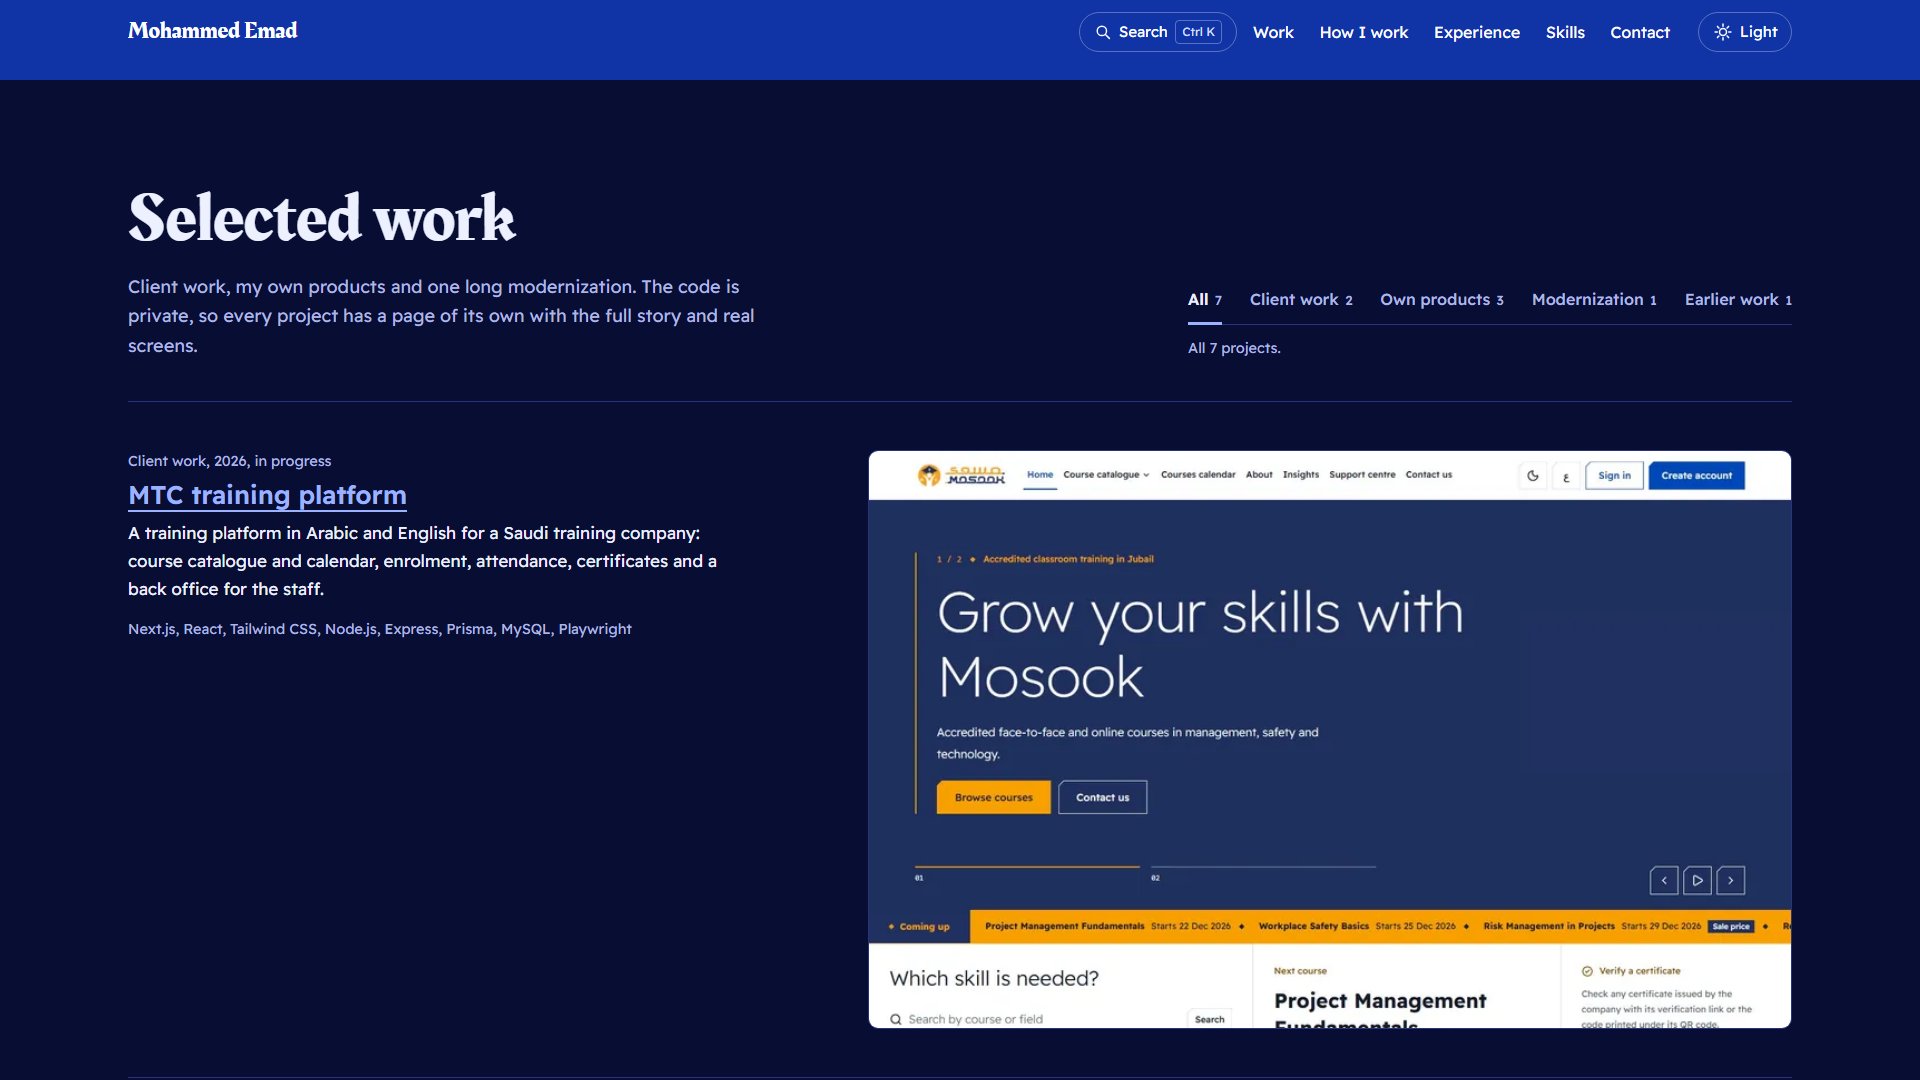 Mohammed Emad
Search Ctrl K
Work
How I work
Experience
Skills
Contact
Light
Selected work
Client work, my own products and one long modernization. The code is
private, so every project has a page of its own with the full story and real
screens.
All 7
Client work 2
Own products 3
Modernization 1
Earlier work 1
All 7 projects.
Client work, 2026, in progress
MTC training platform
A training platform in Arabic and English for a Saudi training company:
course catalogue and calendar, enrolment, attendance, certificates and a
back office for the staff.
Next.js, React, Tailwind CSS, Node.js, Express, Prisma, MySQL, Playwright
MOSOOK
Home
Course catalogue
Courses calendar
About
Insights
Support centre
Contact us
ع
Sign in
Create account
1 / 2 ◆ Accredited classroom training in Jubail
Grow your skills with
Mosook
Accredited face-to-face and online courses in management, safety and
technology.
Browse courses
Contact us
01
02
◆ Coming up
Project Management Fundamentals Starts 22 Dec 2026 ◆ Workplace Safety Basics Starts 25 Dec 2026 ◆ Risk Management in Projects Starts 29 Dec 2026 Sale price ◆
Which skill is needed?
Search by course or field
Search
Next course
Project Management
Fundamentals
Verify a certificate
Check any certificate issued by the
company with its verification link or the
code printed under its QR code.